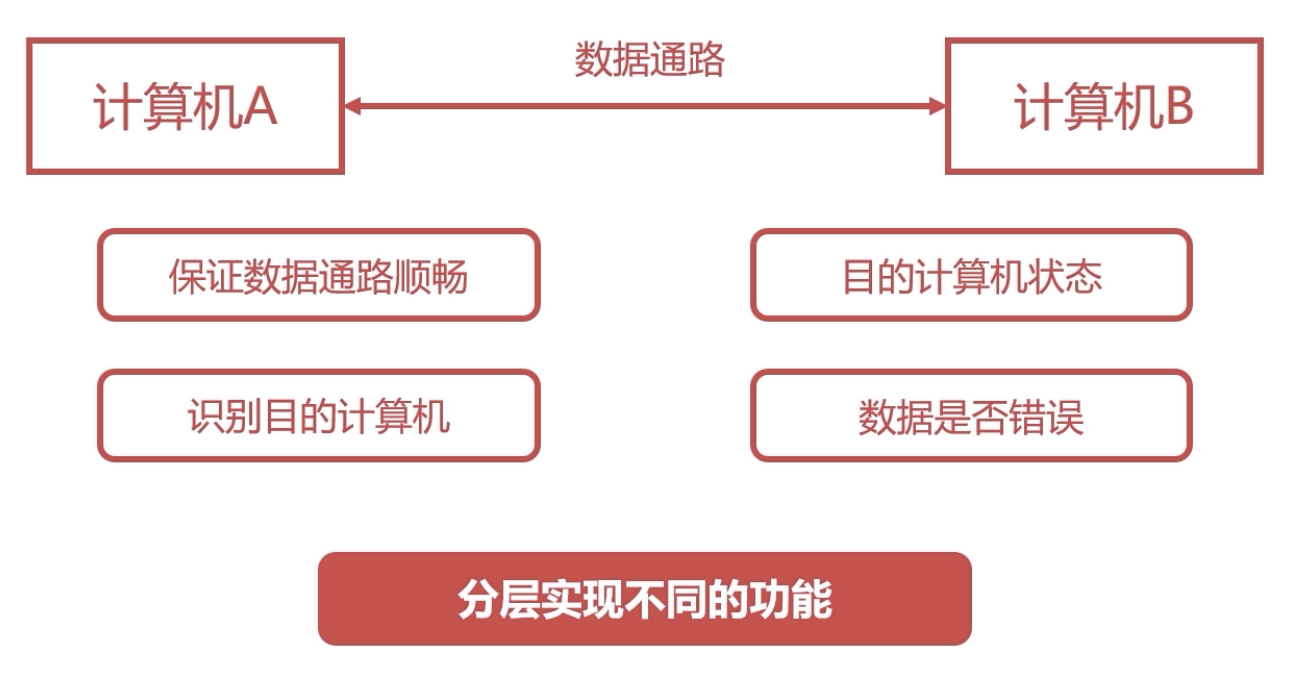 数据通路
计算机A
计算机B
保证数据通路顺畅
目的计算机状态
识别目的计算机
数据是否错误
分层实现不同的功能